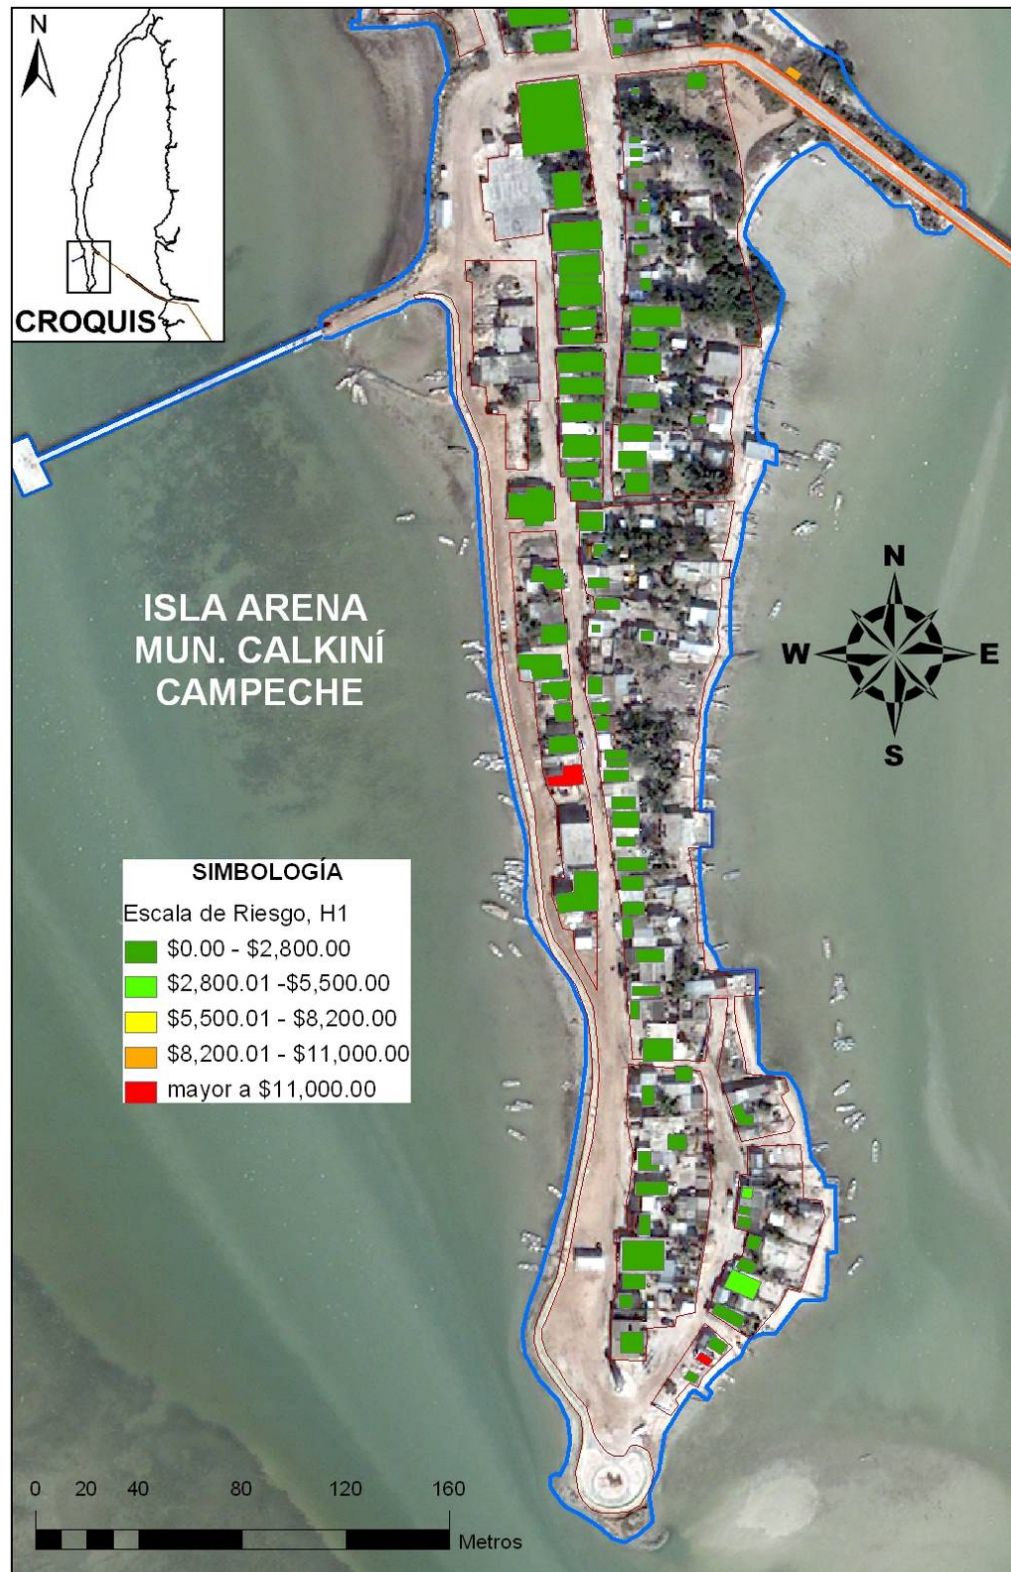 N
CROQUIS
ISLA ARENA
MUN. CALKINÍ
CAMPECHE
N
W E
S
SIMBOLOGÍA
Escala de Riesgo, H1
$0.00 - $2,800.00
$2,800.01 -$5,500.00
$5,500.01 - $8,200.00
$8,200.01 - $11,000.00
mayor a $11,000.00
0 20 40 80 120 160
Metros